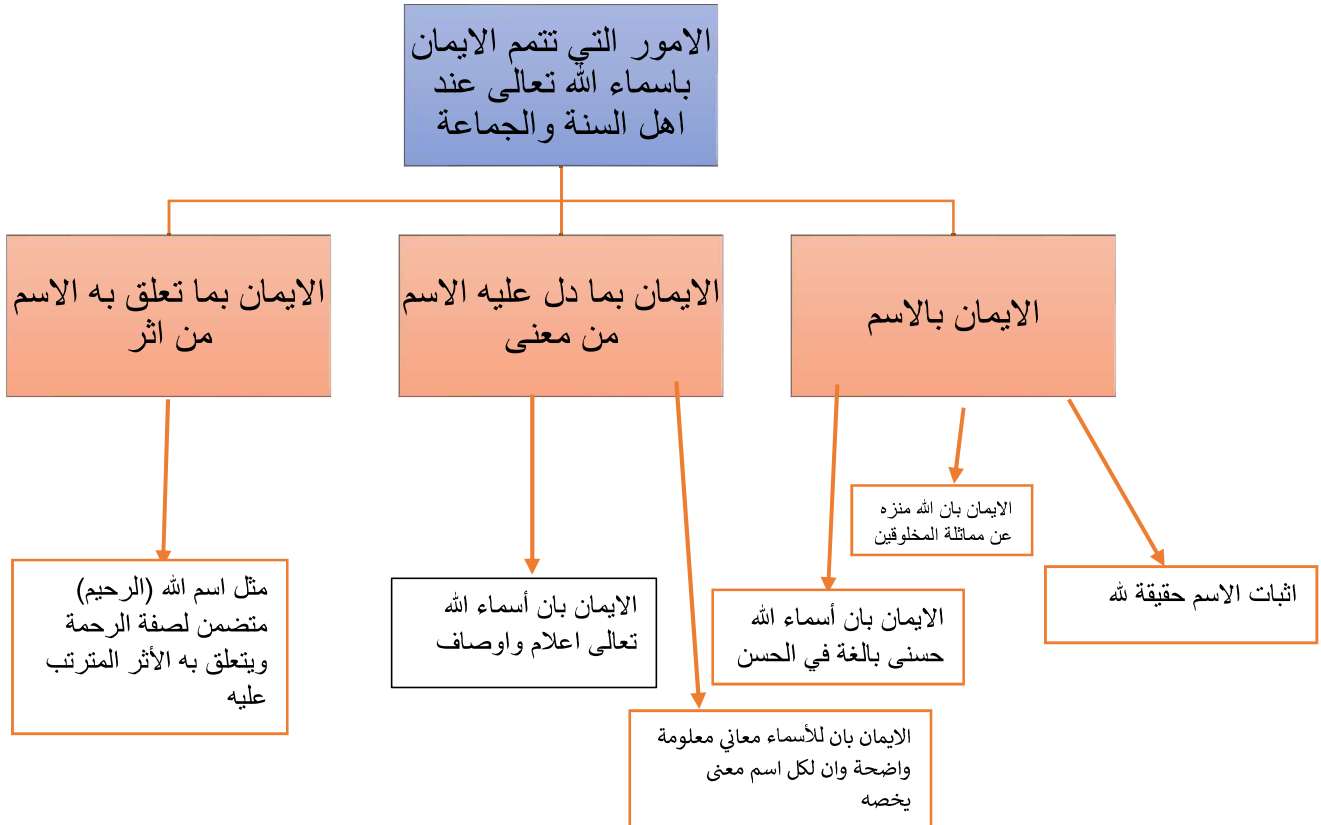 الامور التي تتمم الايمان
باسماء الله تعالى عند
اهل السنة والجماعة
الايمان بالاسم
الايمان بما دل عليه الاسم
من معنى
الايمان بما تعلق به الاسم
من اثر
اثبات الاسم حقيقة لله
الايمان بان الله منزه
عن مماثلة المخلوقين
الايمان بان أسماء الله
حسنى بالغة في الحسن
الايمان بان للأسماء معاني معلومة
واضحة وان لكل اسم معنى
يخصه
الايمان بان أسماء الله
تعالى اعلام واوصاف
مثل اسم الله (الرحيم)
متضمن لصفة الرحمة
ويتعلق به الأثر المترتب
عليه